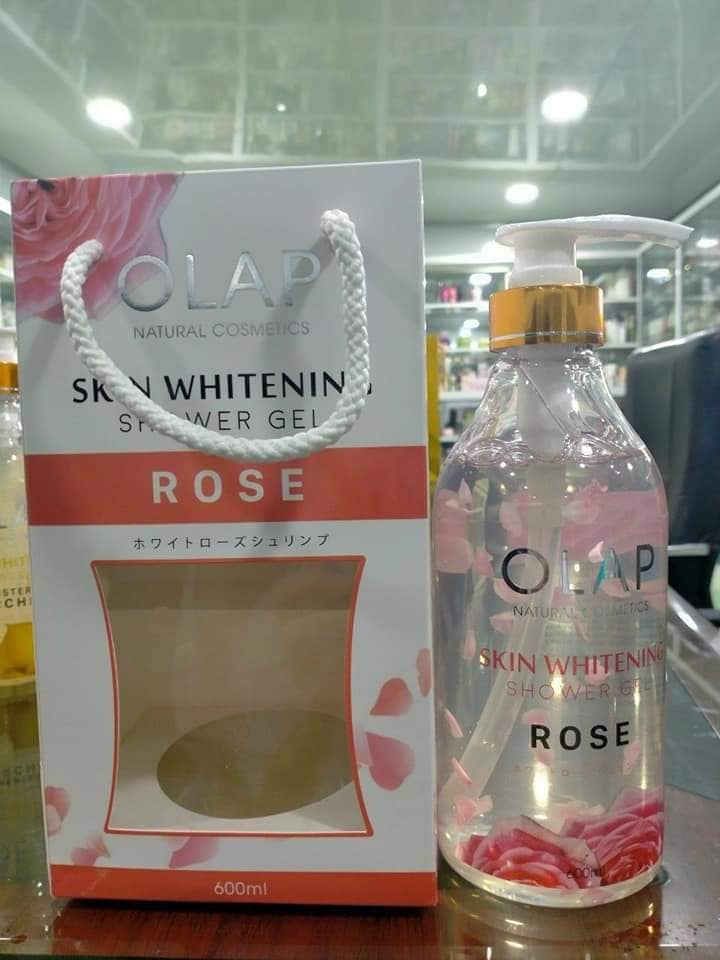 OLAP
NATURAL COSMETICS
SKIN WHITENING
SHOWER GEL
ROSE
ホワイトローズシュリンプ
600ml
OLAP
NATURAL COSMETICS
SKIN WHITENING
SHOWER GEL
ROSE
600ml